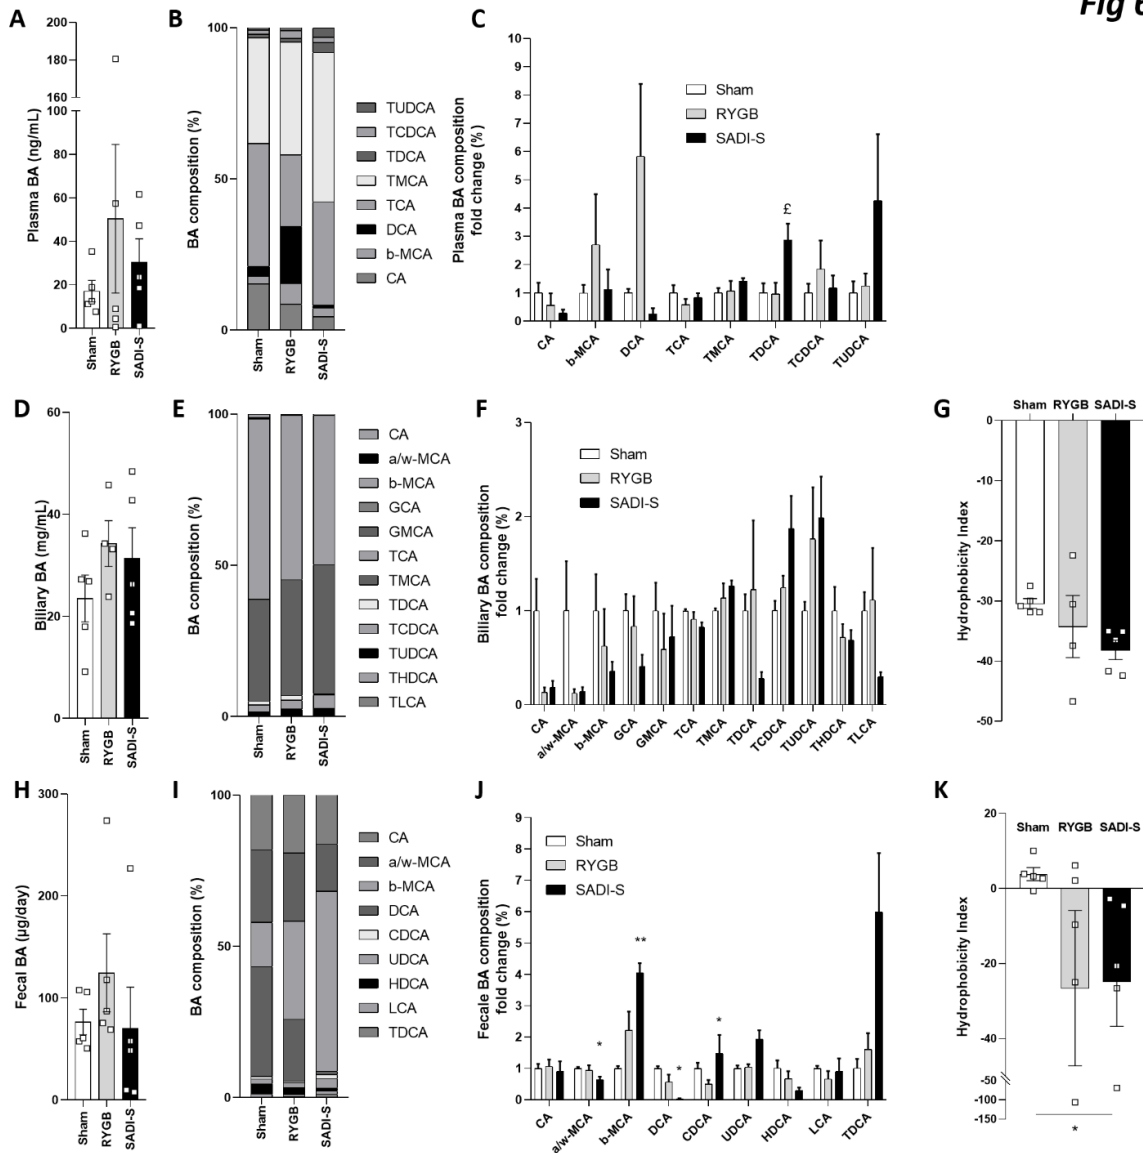 Fig 6
A
Plasma BA (ng/mL)
200
180
160
100
80
60
40
20
0
Sham
RYGB
SADI-S
B
BA composition (%)
100
50
0
Sham
RYGB
SADI-S
TUDCA
TCDCA
TDCA
TMCA
TCA
DCA
b-MCA
CA
C
Plasma BA composition
fold change (%)
10
9
8
7
6
5
4
3
2
1
0
Sham
RYGB
SADI-S
£
CA
b-MCA
DCA
TCA
TMCA
TDCA
TCDCA
TUDCA
D
Biliary BA (mg/mL)
60
40
20
0
Sham
RYGB
SADI-S
E
BA composition (%)
100
50
0
Sham
RYGB
SADI-S
CA
a/w-MCA
b-MCA
GCA
GMCA
TCA
TMCA
TDCA
TCDCA
TUDCA
THDCA
TLCA
F
Biliary BA composition
fold change (%)
3
2
1
0
Sham
RYGB
SADI-S
CA
a/w-MCA
b-MCA
GCA
GMCA
TCA
TMCA
TDCA
TCDCA
TUDCA
THDCA
TLCA
G
Hydrophobicity Index
Sham RYGB SADI-S
0
-10
-20
-30
-40
-50
H
Fecal BA (µg/day)
300
200
100
0
Sham
RYGB
SADI-S
I
BA composition (%)
100
50
0
Sham
RYGB
SADI-S
CA
a/w-MCA
b-MCA
DCA
CDCA
UDCA
HDCA
LCA
TDCA
J
Fecale BA composition
fold change (%)
9
8
7
6
5
4
3
2
1
0
Sham
RYGB
SADI-S
*
**
*
*
CA
a/w-MCA
b-MCA
DCA
CDCA
UDCA
HDCA
LCA
TDCA
K
Hydrophobicity Index
20
Sham RYGB SADI-S
0
-20
-40
-50
-100
-150
*